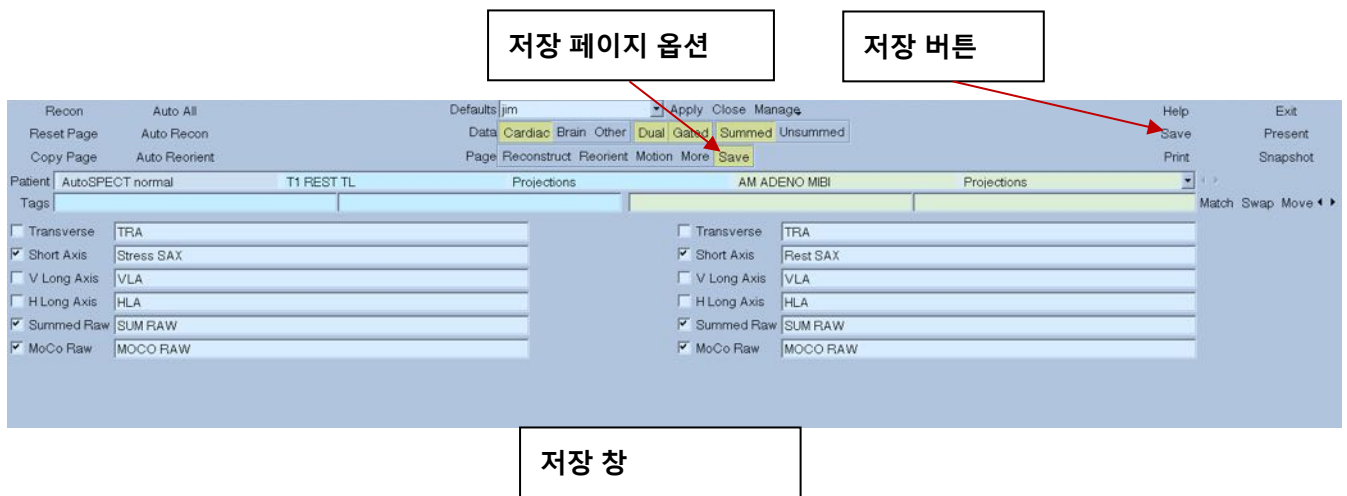 저장 페이지 옵션 저장 버튼
Recon Auto All Defaults jim Apply Close Manage Help Exit
Reset Page Auto Recon Data Cardiac Brain Other Dual Gated Summed Unsummed Save Present
Copy Page Auto Reorient Page Reconstruct Reorient Motion More Save Print Snapshot
Patient AutoSPECT normal T1 REST TL Projections AM ADENO MIBI Projections
Tags Match Swap Move
Transverse TRA Transverse TRA
Short Axis Stress SAX Short Axis Rest SAX
V Long Axis VLA V Long Axis VLA
H Long Axis HLA H Long Axis HLA
Summed Raw SUM RAW Summed Raw SUM RAW
MoCo Raw MOCO RAW MoCo Raw MOCO RAW
저장 창